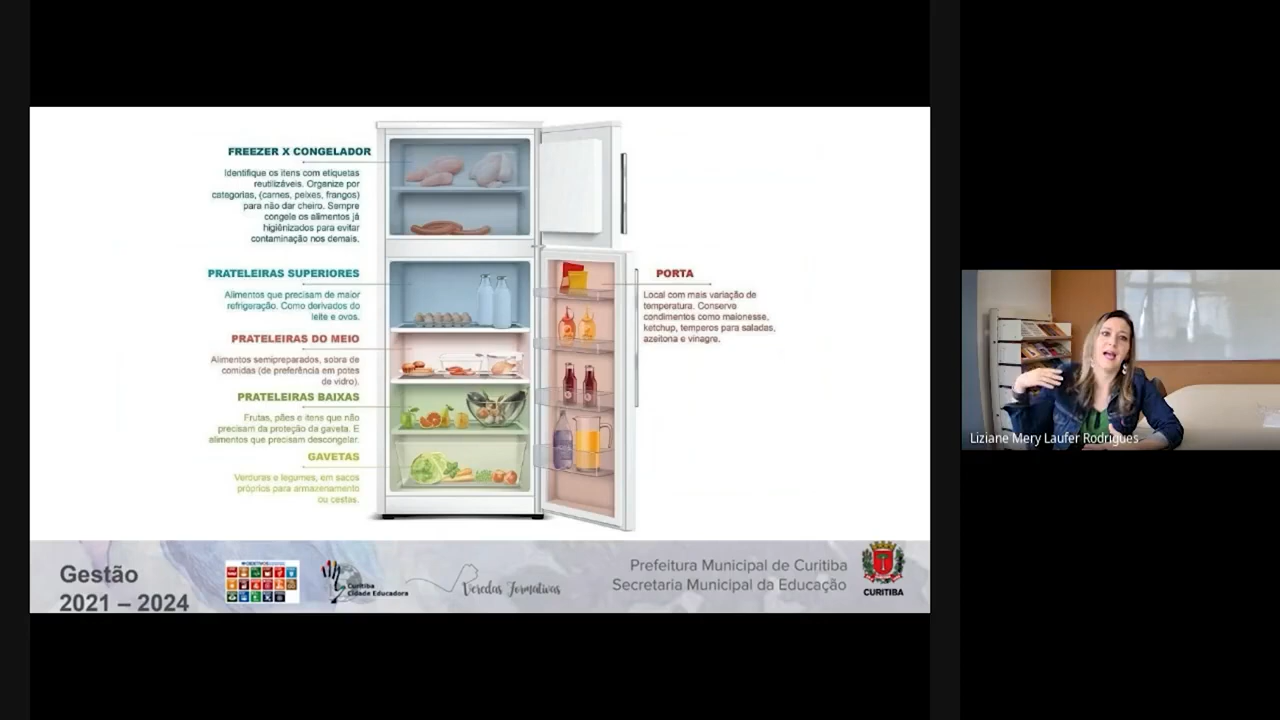 FREEZER X CONGELADOR
Identifique os itens com etiquetas
reutilizáveis. Organize por
categorias, (carnes, peixes, frangos)
para não dar cheiro. Sempre
congele os alimentos já
higiênizados para evitar
contaminação nos demais.
PRATELEIRAS SUPERIORES
Alimentos que precisam de maior
refrigeração. Como derivados do
leite e ovos.
PRATELEIRAS DO MEIO
Alimentos semipreparados, sobra de
comidas (de preferência em potes
de vidro).
PRATELEIRAS BAIXAS
Frutas, pães e itens que não
precisam da proteção da gaveta. E
alimentos que precisam descongelar.
GAVETAS
Verduras e legumes, em sacos
próprios para armazenamento
ou cestas.
PORTA
Local com mais variação de
temperatura. Conserve
condimentos como maionesse,
ketchup, temperos para saladas,
azeitona e vinagre.
Gestão
2021 – 2024
Curitiba
Cidade Educadora
Veredas Formativas
Prefeitura Municipal de Curitiba
Secretaria Municipal da Educação
CURITIBA
Liziane Mery Laufer Rodrigues